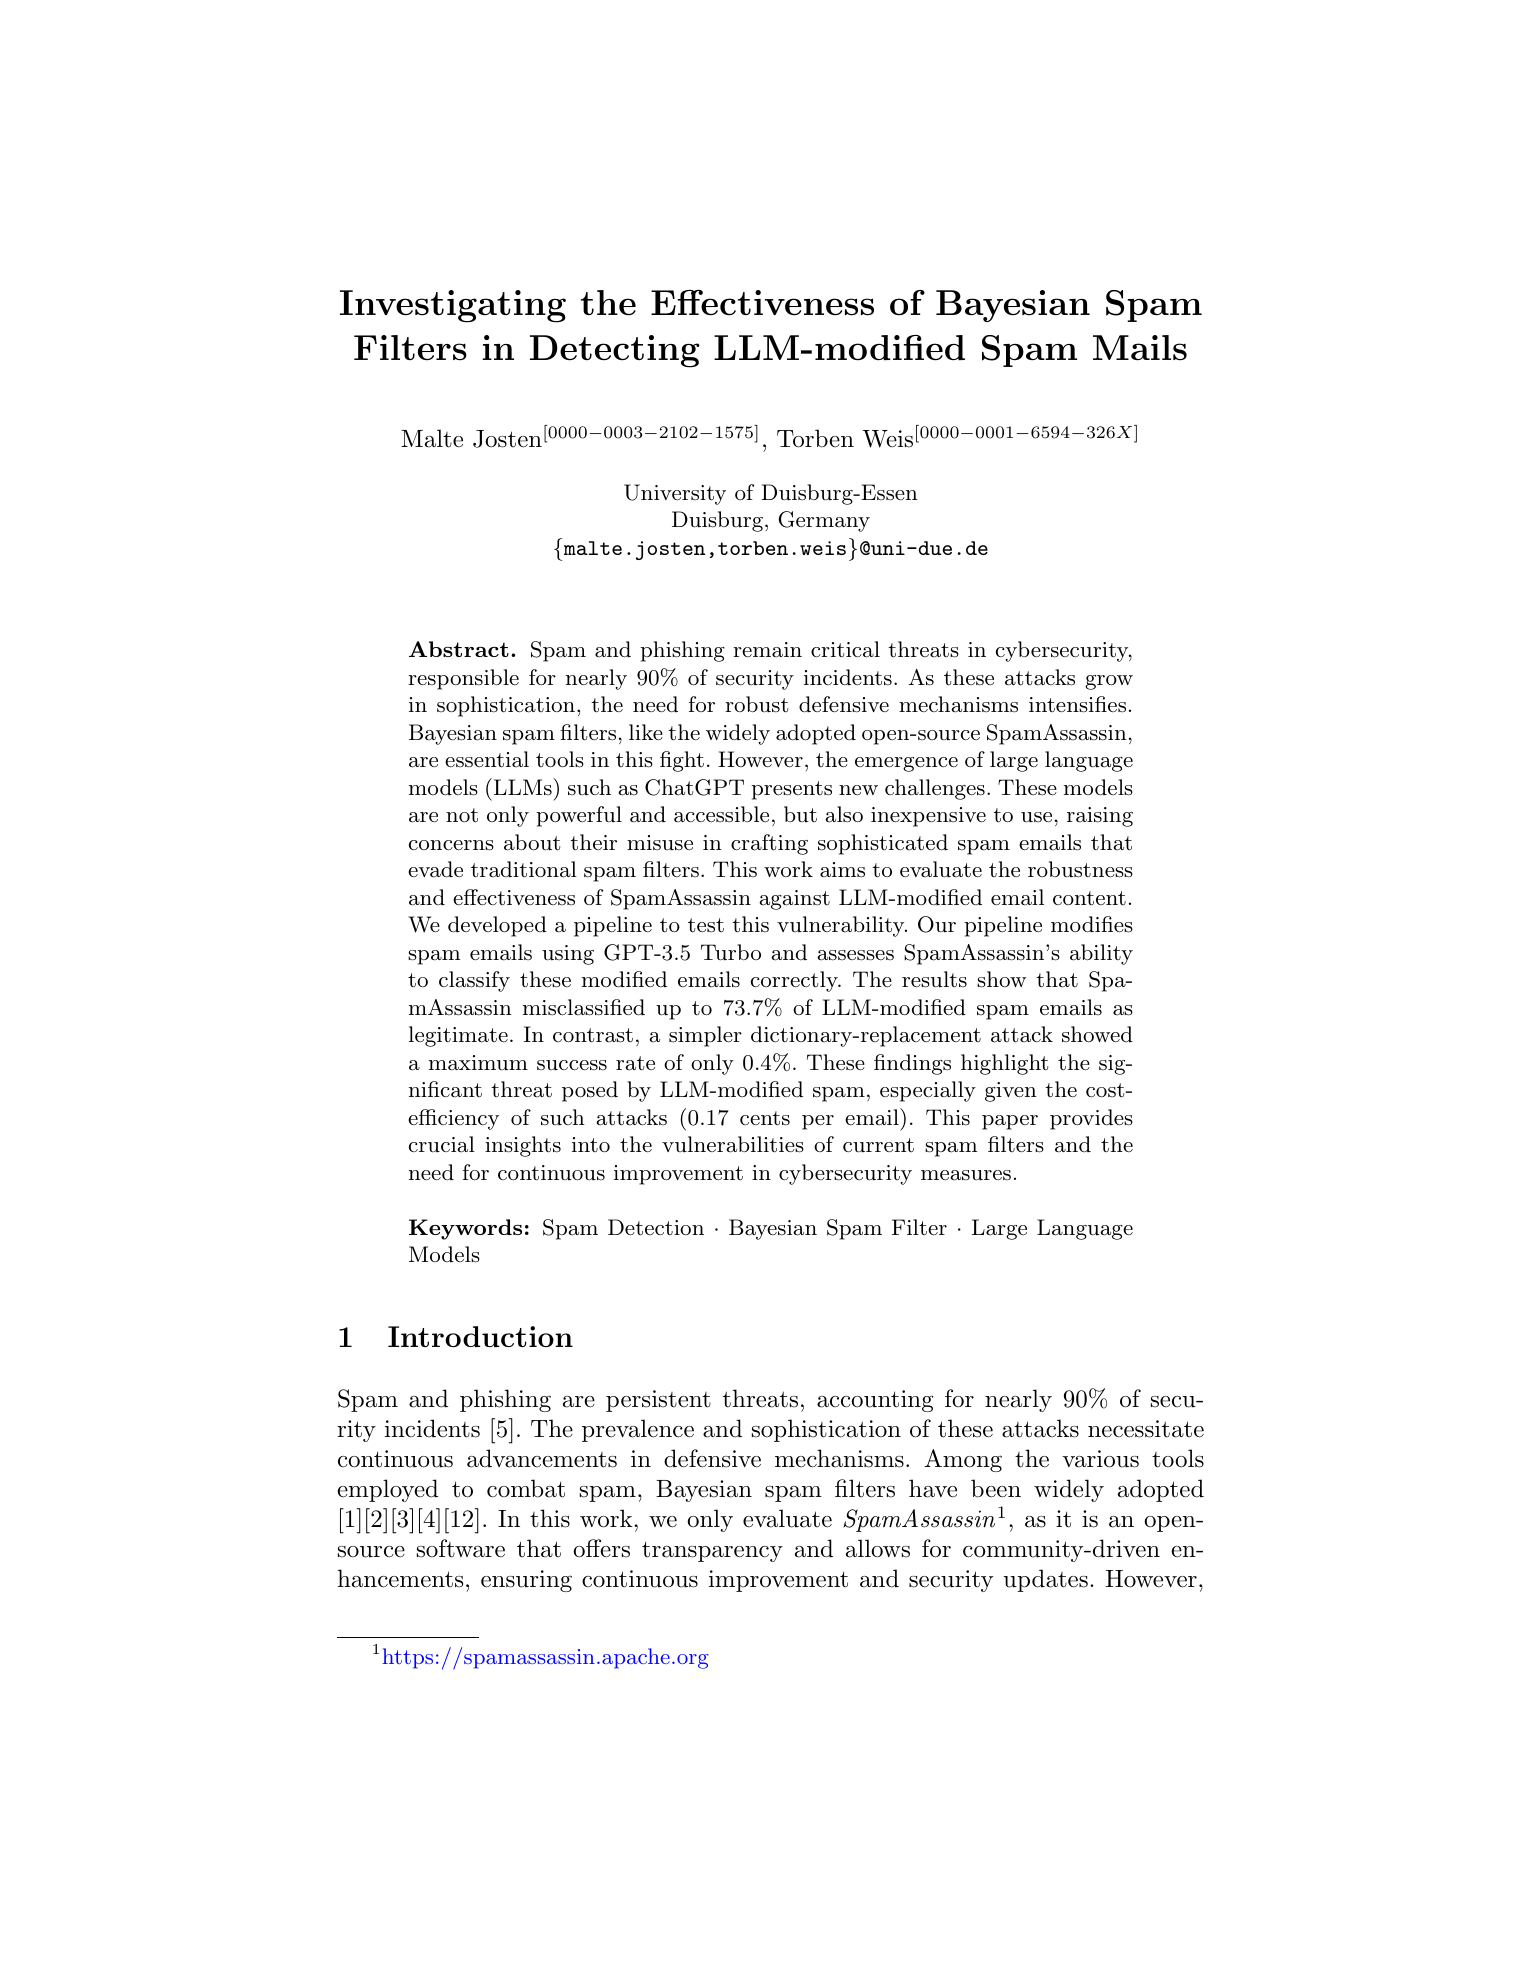 Investigating the Effectiveness of Bayesian Spam
Filters in Detecting LLM-modified Spam Mails
Malte Josten[0000−0003−2102−1575], Torben Weis[0000−0001−6594−326X]
University of Duisburg-Essen
Duisburg, Germany
{malte.josten,torben.weis}@uni-due.de
Abstract. Spam and phishing remain critical threats in cybersecurity,
responsible for nearly 90% of security incidents. As these attacks grow
in sophistication, the need for robust defensive mechanisms intensifies.
Bayesian spam filters, like the widely adopted open-source SpamAssassin,
are essential tools in this fight. However, the emergence of large language
models (LLMs) such as ChatGPT presents new challenges. These models
are not only powerful and accessible, but also inexpensive to use, raising
concerns about their misuse in crafting sophisticated spam emails that
evade traditional spam filters. This work aims to evaluate the robustness
and effectiveness of SpamAssassin against LLM-modified email content.
We developed a pipeline to test this vulnerability. Our pipeline modifies
spam emails using GPT-3.5 Turbo and assesses SpamAssassin's ability
to classify these modified emails correctly. The results show that Spa-
mAssassin misclassified up to 73.7% of LLM-modified spam emails as
legitimate. In contrast, a simpler dictionary-replacement attack showed
a maximum success rate of only 0.4%. These findings highlight the sig-
nificant threat posed by LLM-modified spam, especially given the cost-
efficiency of such attacks (0.17 cents per email). This paper provides
crucial insights into the vulnerabilities of current spam filters and the
need for continuous improvement in cybersecurity measures.
Keywords: Spam Detection · Bayesian Spam Filter · Large Language
Models
1 Introduction
Spam and phishing are persistent threats, accounting for nearly 90% of secu-
rity incidents [5]. The prevalence and sophistication of these attacks necessitate
continuous advancements in defensive mechanisms. Among the various tools
employed to combat spam, Bayesian spam filters have been widely adopted
[1][2][3][4][12]. In this work, we only evaluate SpamAssassin1, as it is an open-
source software that offers transparency and allows for community-driven en-
hancements, ensuring continuous improvement and security updates. However,
1https://spamassassin.apache.org